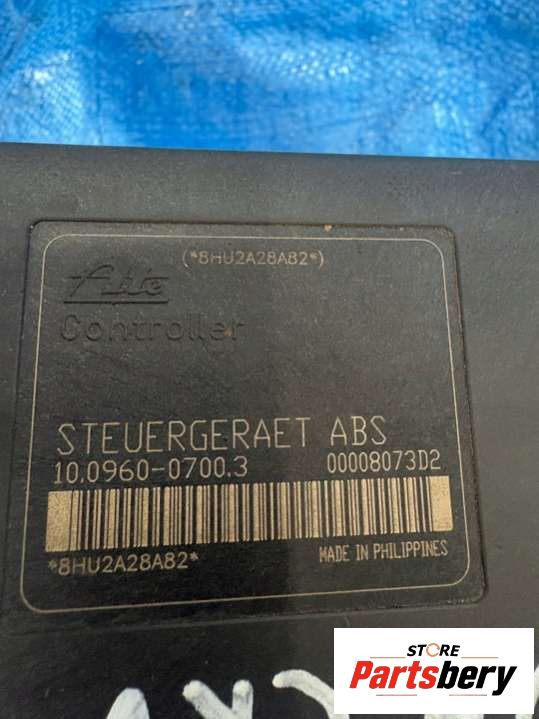 (*8HU2A28A82*)
Ate
Controller
STEUERGERAET ABS
10.0960-0700.3 00008073D2
*8HU2A28A82* MADE IN PHILIPPINES
STORE
Partsbery